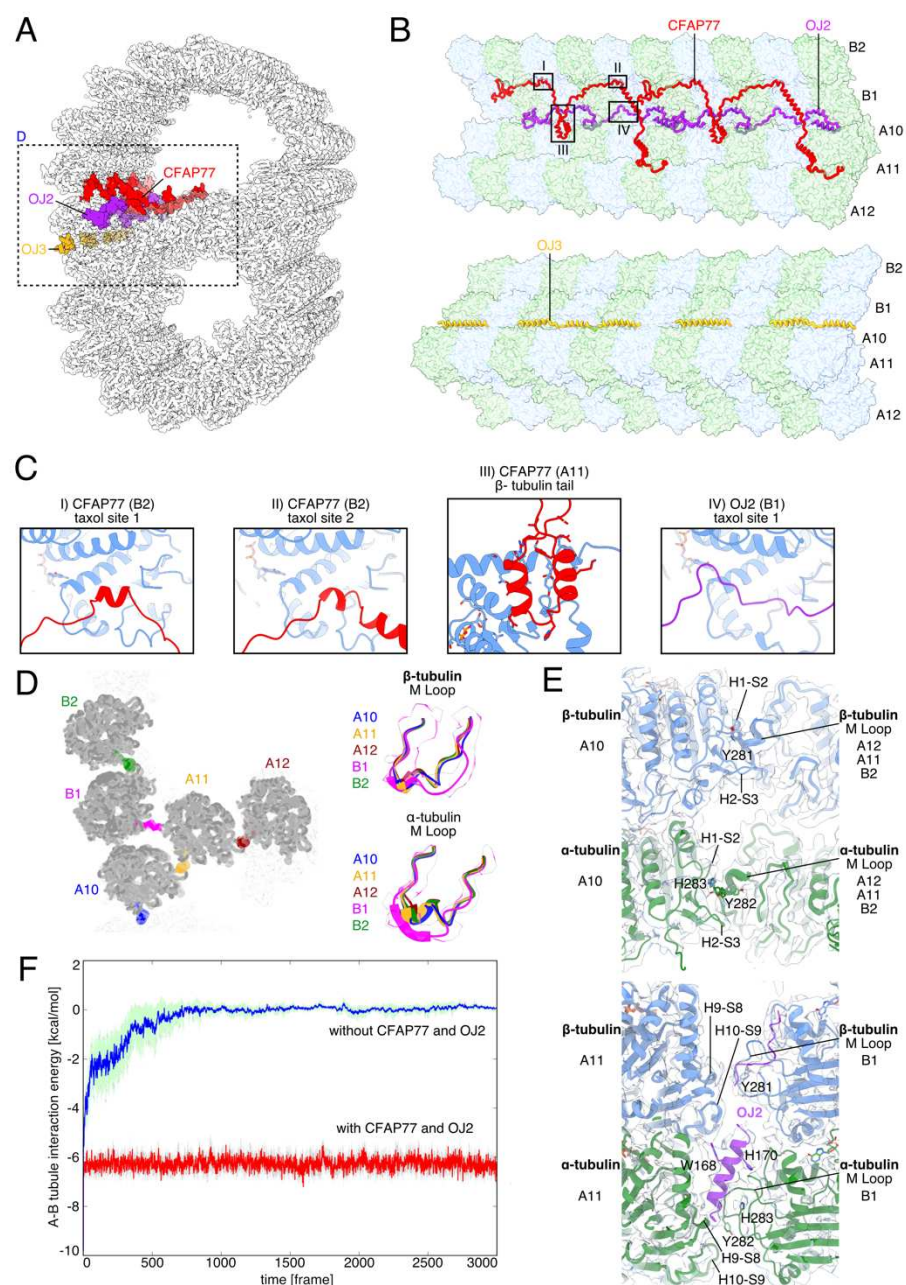 A
D
CFAP77
OJ2
OJ3
B
CFAP77
OJ2
B2
I
II
B1
A10
III
IV
A11
A12
OJ3
B2
B1
A10
A11
A12
C
I) CFAP77 (B2)
taxol site 1
II) CFAP77 (B2)
taxol site 2
III) CFAP77 (A11)
β- tubulin tail
IV) OJ2 (B1)
taxol site 1
D
B2
B1
A11
A12
A10
β-tubulin
M Loop
A10
A11
A12
B1
B2
α-tubulin
M Loop
A10
A11
A12
B1
B2
E
β-tubulin
A10
H1-S2
Y281
H2-S3
β-tubulin
M Loop
A12
A11
B2
α-tubulin
A10
H1-S2
H283
Y282
H2-S3
α-tubulin
M Loop
A12
A11
B2
β-tubulin
A11
H9-S8
H10-S9
Y281
OJ2
β-tubulin
M Loop
B1
α-tubulin
A11
W168
H170
H283
Y282
H9-S8
H10-S9
α-tubulin
M Loop
B1
F
A-B tubule interaction energy [kcal/mol]
2
0
-2
-4
-6
-8
-10
without CFAP77 and OJ2
with CFAP77 and OJ2
0 500 1000 1500 2000 2500 3000
time [frame]